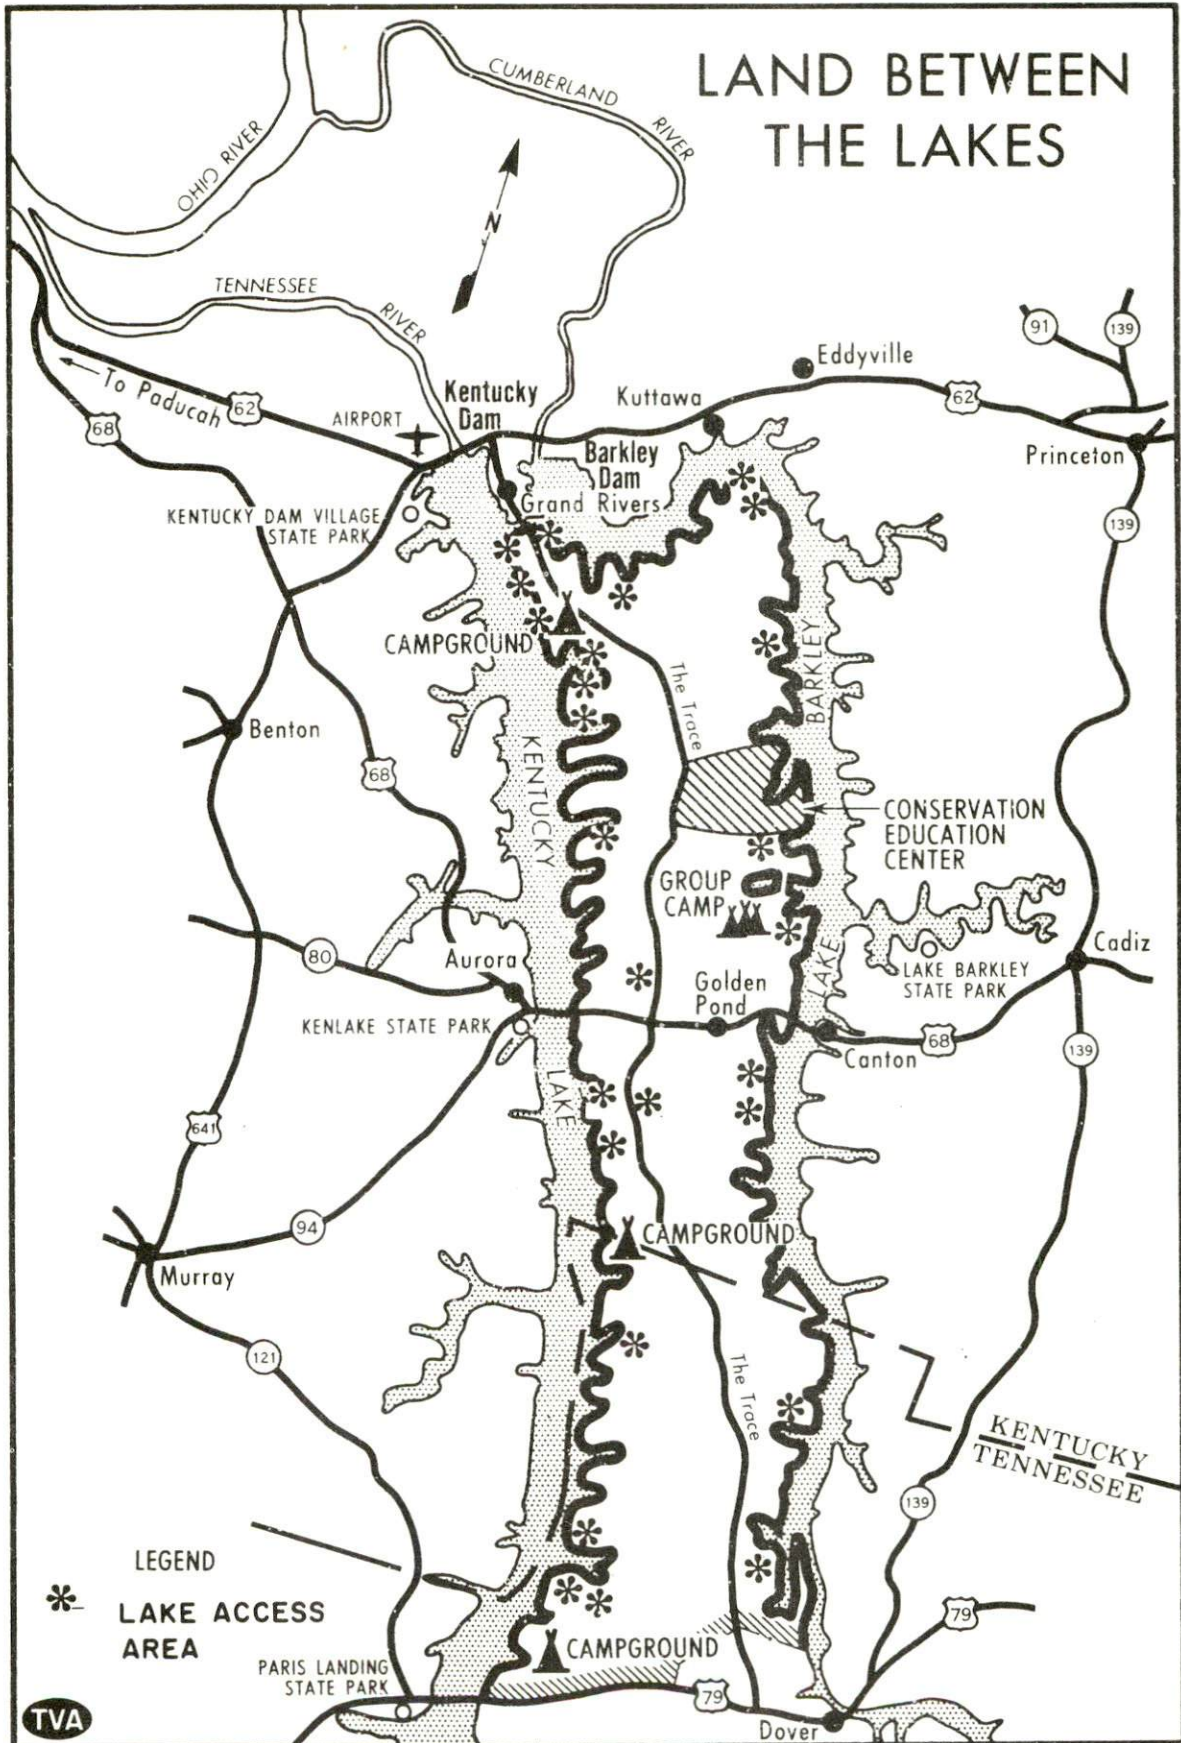 LAND BETWEEN
THE LAKES
CUMBERLAND
RIVER
OHIO RIVER
N
TENNESSEE
RIVER
91
139
Eddyville
To Paducah
62
68
AIRPORT
Kentucky
Dam
Kuttawa
62
Princeton
Barkley
Dam
Grand Rivers
KENTUCKY DAM VILLAGE
STATE PARK
139
CAMPGROUND
The Trace
BARKLEY
Benton
KENTUCKY
68
CONSERVATION
EDUCATION
CENTER
GROUP
CAMP
80
Aurora
LAKE
LAKE BARKLEY
STATE PARK
Cadiz
Golden
Pond
KENLAKE STATE PARK
68
Canton
139
LAKE
641
94
CAMPGROUND
Murray
121
The Trace
KENTUCKY
TENNESSEE
139
LEGEND
LAKE ACCESS
AREA
79
CAMPGROUND
PARIS LANDING
STATE PARK
79
TVA
Dover